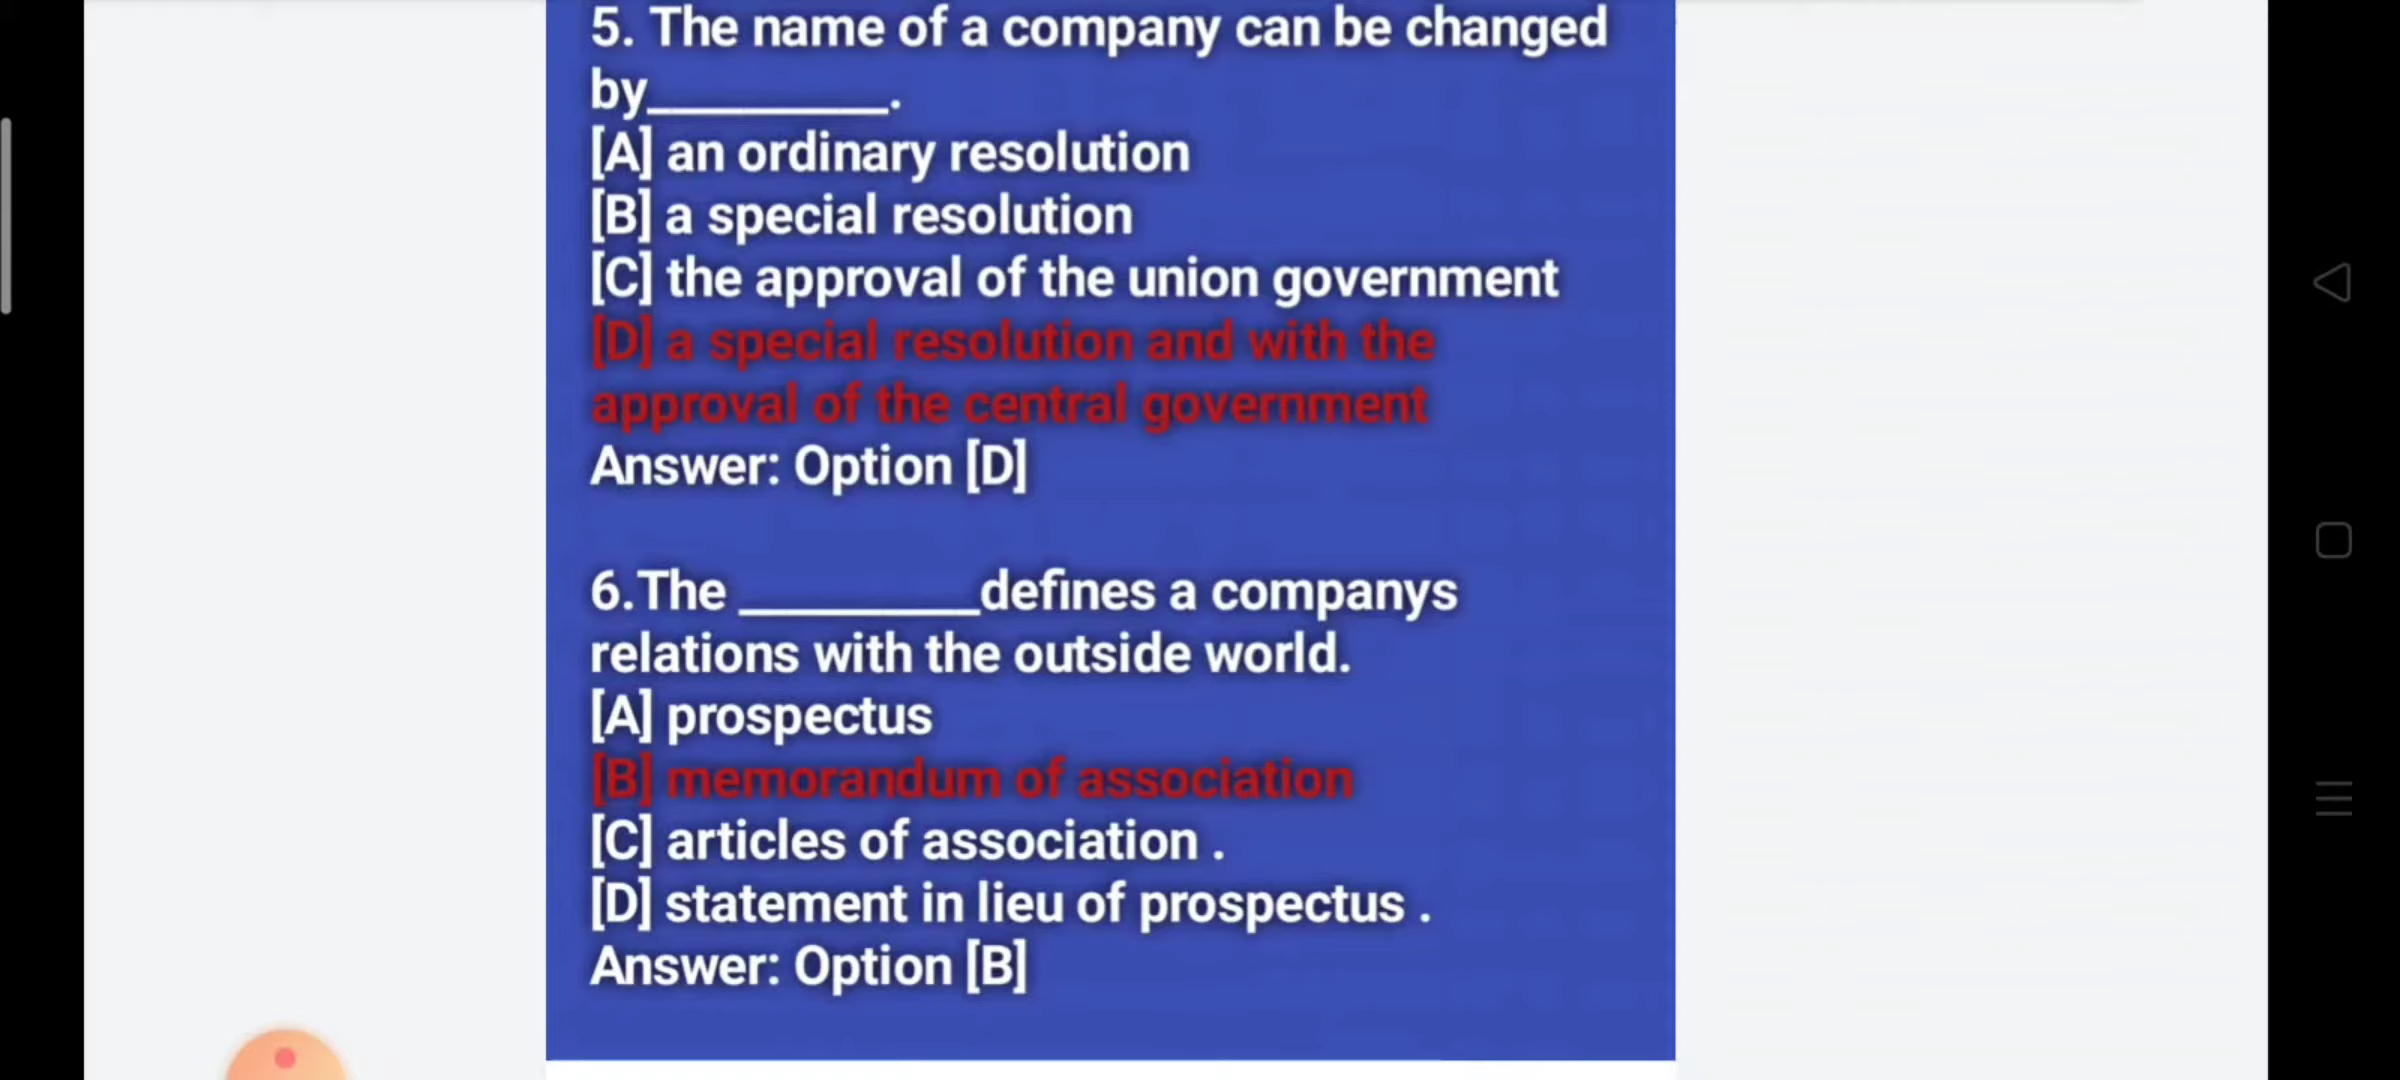 5. The name of a company can be changed
by_________.
[A] an ordinary resolution
[B] a special resolution
[C] the approval of the union government
[D] a special resolution and with the
approval of the central government
Answer: Option [D]
6.The _________defines a companys
relations with the outside world.
[A] prospectus
[B] memorandum of association
[C] articles of association .
[D] statement in lieu of prospectus .
Answer: Option [B]